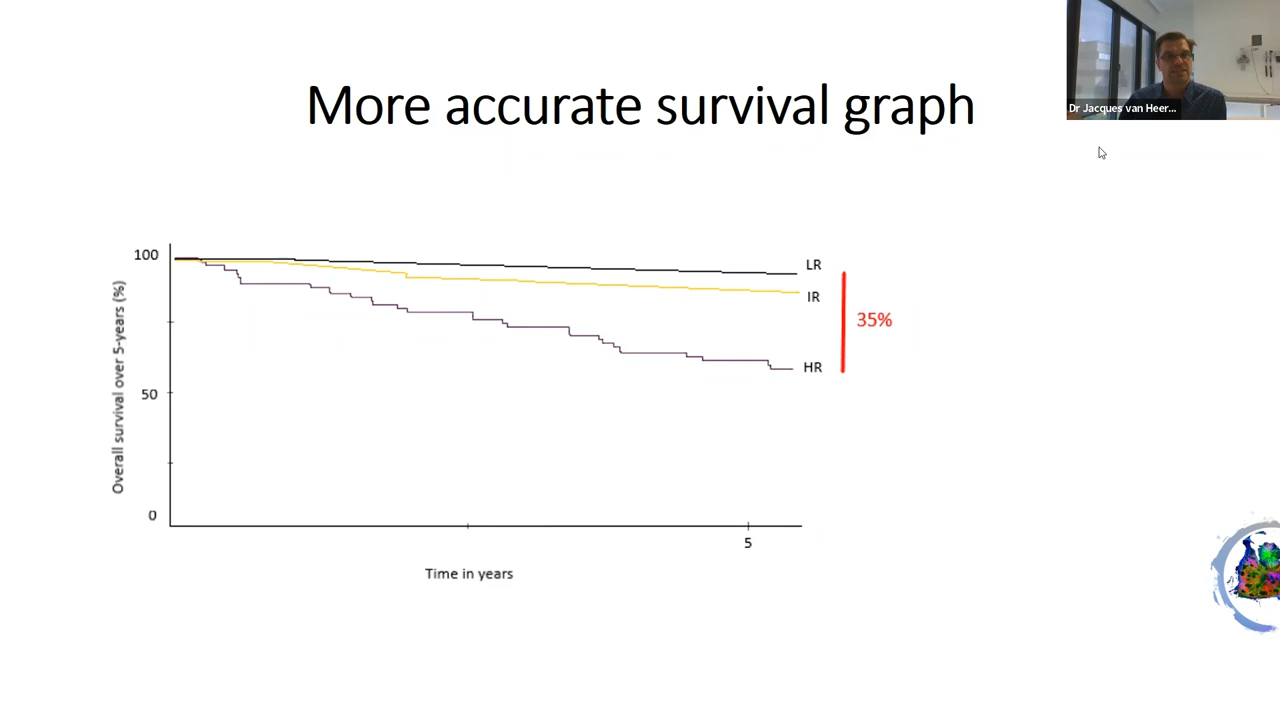 More accurate survival graph
Dr Jacques van Heer...
100
50
0
Overall survival over 5-years (%)
LR
IR
HR
35%
5
Time in years